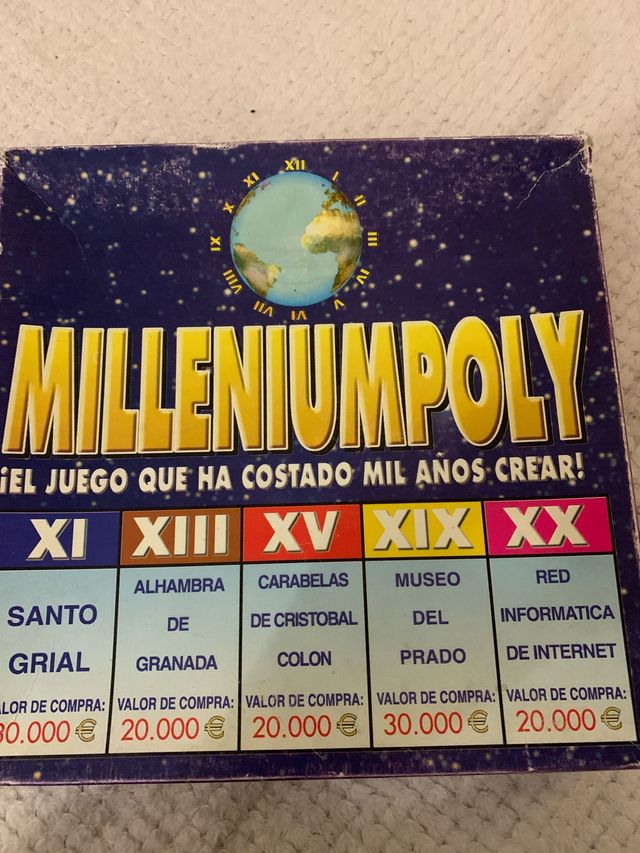 XII
I
II
III
IV
V
VI
VII
VIII
IX
X
XI
MILLENIUMPOLY
¡EL JUEGO QUE HA COSTADO MIL AÑOS CREAR!
XI XIII XV XIX XX
SANTO
GRIAL
ALOR DE COMPRA:
30.000 €
ALHAMBRA
DE
GRANADA
VALOR DE COMPRA:
20.000 €
CARABELAS
DE CRISTOBAL
COLON
VALOR DE COMPRA:
20.000 €
MUSEO
DEL
PRADO
VALOR DE COMPRA:
30.000 €
RED
INFORMATICA
DE INTERNET
VALOR DE COMPRA:
20.000 €